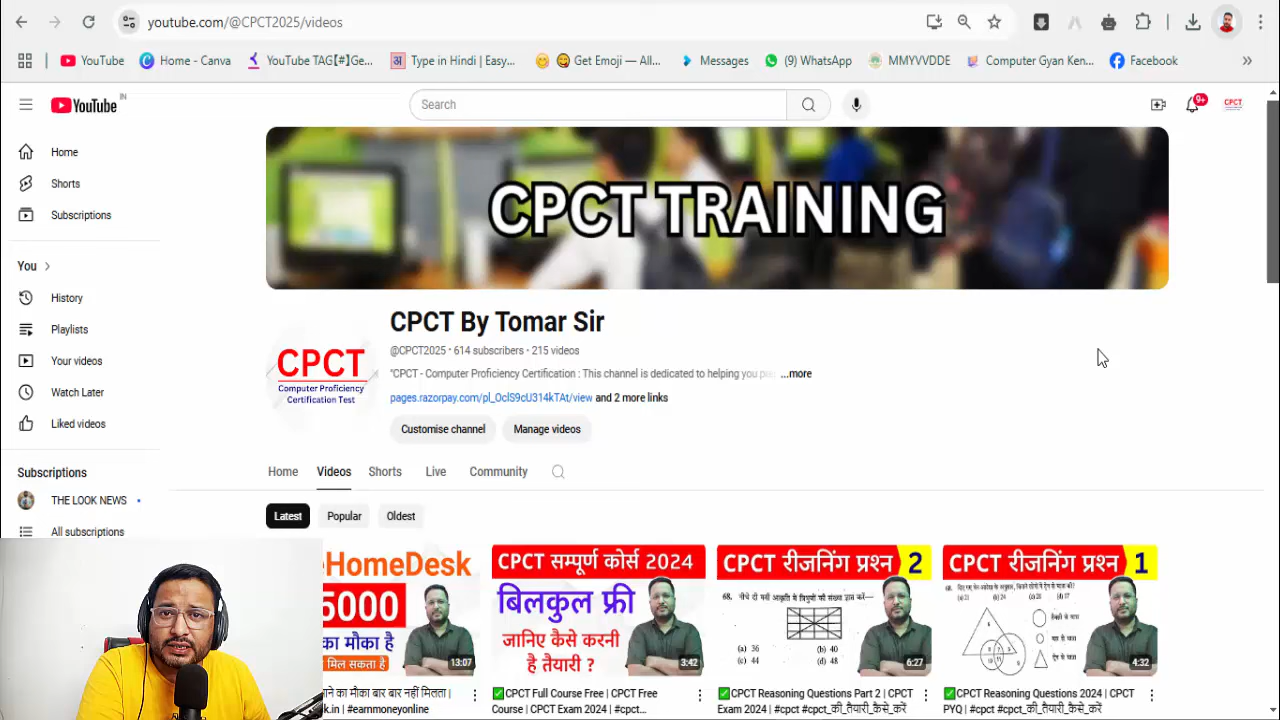 youtube.com/@CPCT2025/videos
YouTube
Home - Canva
YouTube TAG【#】Ge...
Type in Hindi | Easy...
Get Emoji — All...
Messages
(9) WhatsApp
MMYVVDDE
Computer Gyan Ken...
Facebook
YouTube IN
Search
9+
CPCT
Home
Shorts
Subscriptions
You
History
Playlists
Your videos
Watch Later
Liked videos
Subscriptions
THE LOOK NEWS
All subscriptions
CPCT TRAINING
CPCT
Computer Proficiency
Certification Test
CPCT By Tomar Sir
@CPCT2025 • 614 subscribers • 215 videos
"CPCT - Computer Proficiency Certification : This channel is dedicated to helping you ...more
pages.razorpay.com/pl_OclS9cU314kTAt/view and 2 more links
Customise channel
Manage videos
Home
Videos
Shorts
Live
Community
Latest
Popular
Oldest
HomeDesk
5000
का मौका है
मिल सकता है
13:07
का मौका बार बार नहीं मिलता |
k.in | #earnmoneyonline
CPCT सम्पूर्ण कोर्स 2024
बिलकुल फ्री
जानिए कैसे करनी
है तैयारी ?
3:42
✅CPCT Full Course Free | CPCT Free
Course | CPCT Exam 2024 | #cpct...
CPCT रीजनिंग प्रश्न 2
68. नीचे दी गयी आकृति में त्रिभुजों की संख्या ज्ञात करें—
(a) 36
(b) 40
(c) 44
(d) 48
6:27
✅CPCT Reasoning Questions Part 2 | CPCT
Exam 2024 | #cpct #cpct_की_तैयारी_कैसे_करें
CPCT रीजनिंग प्रश्न 1
4:32
✅CPCT Reasoning Questions 2024 | CPCT
PYQ | #cpct #cpct_की_तैयारी_कैसे_करें